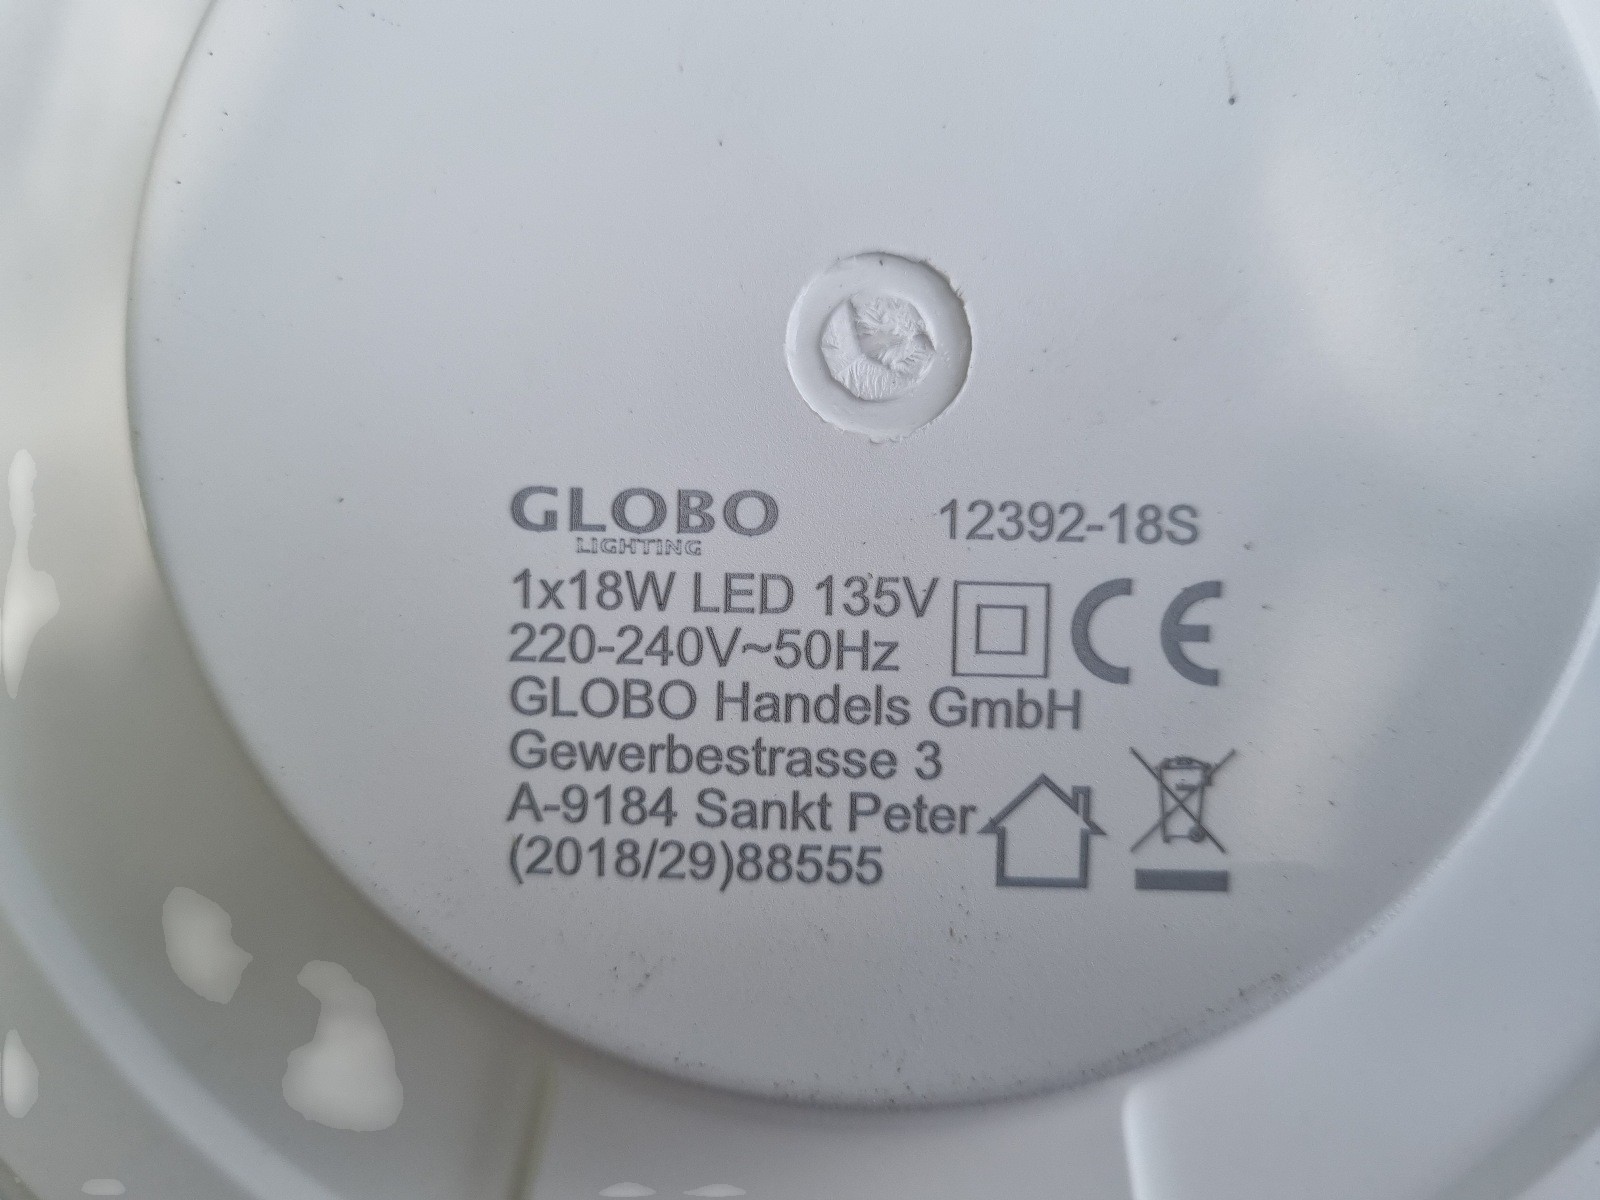 GLOBO
LIGHTING
12392-18S
1x18W LED 135V
220-240V~50Hz
CE
GLOBO Handels GmbH
Gewerbestrasse 3
A-9184 Sankt Peter
(2018/29)88555